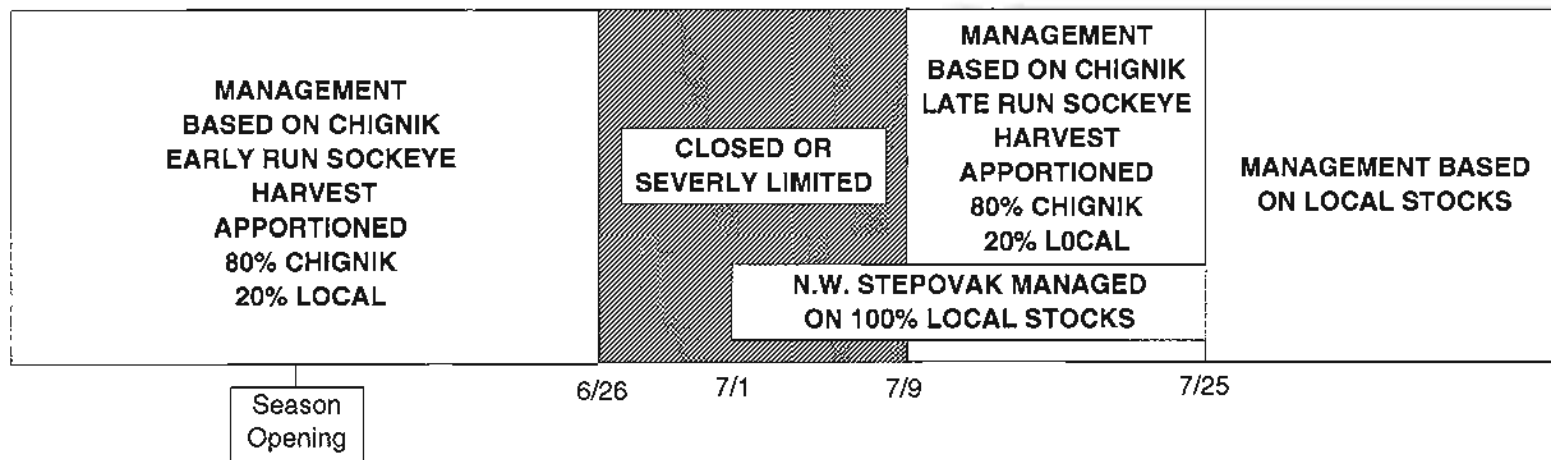 MANAGEMENT
BASED ON CHIGNIK
EARLY RUN SOCKEYE
HARVEST
APPORTIONED
80% CHIGNIK
20% LOCAL
CLOSED OR
SEVERLY LIMITED
MANAGEMENT
BASED ON CHIGNIK
LATE RUN SOCKEYE
HARVEST
APPORTIONED
80% CHIGNIK
20% L0CAL
MANAGEMENT BASED
ON LOCAL STOCKS
N.W. STEPOVAK MANAGED
ON 100% LOCAL STOCKS
6/26
7/1
7/9
7/25
Season
Opening